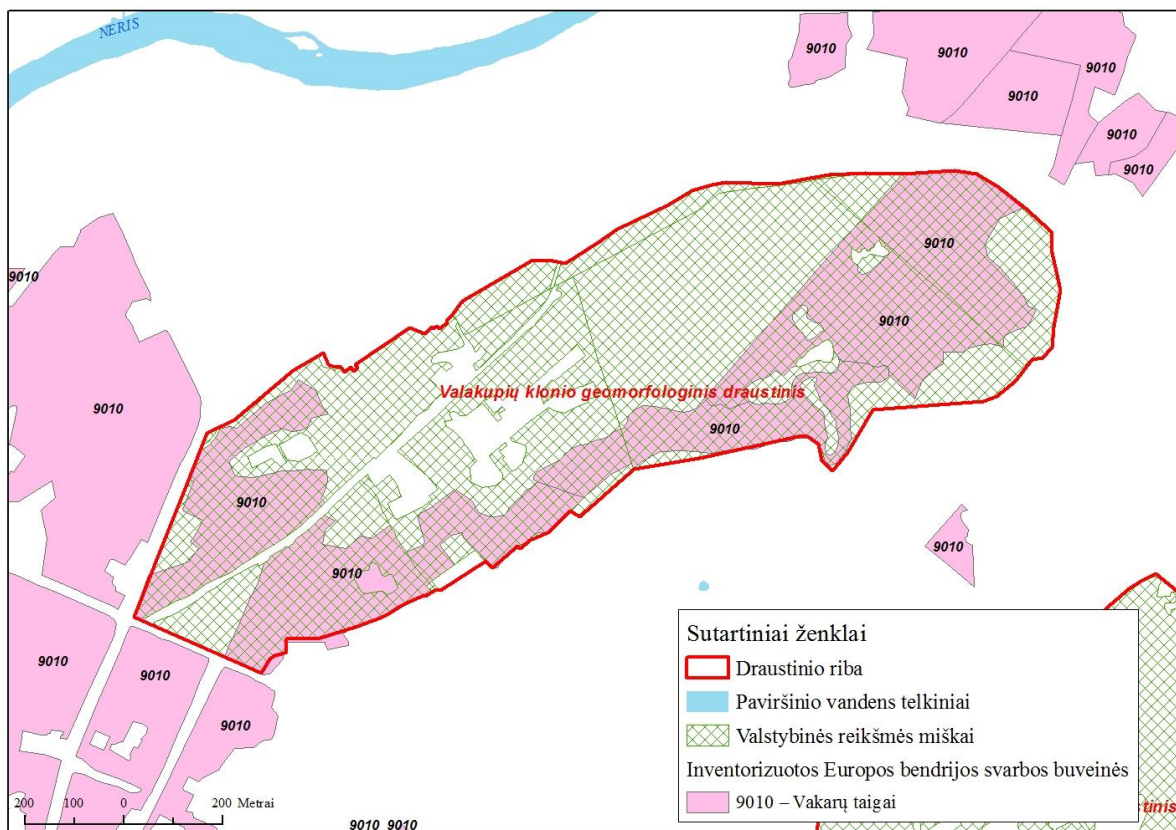 NERIS
9010
9010
9010
9010
9010
9010
9010
9010
9010
9010
Valakupių klonio geomorfologinis draustinis
9010
9010
9010
9010
9010
9010
9010
9010
Sutartiniai ženklai
Draustinio riba
Paviršinio vandens telkiniai
Valstybinės reikšmės miškai
Inventorizuotos Europos bendrijos svarbos buveinės
9010 – Vakarų taigai
200 100 0 200 Metrai
9010 9010
tinis